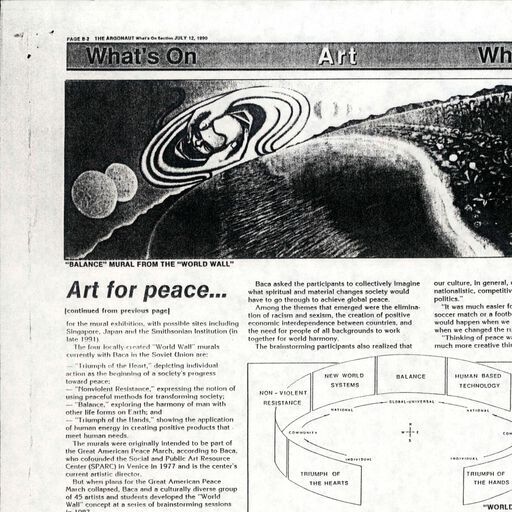 PAGE B-2 THE ARGONAUT What's On Section JULY 12, 1990
What's On Art Wh
"BALANCE" MURAL FROM THE "WORLD WALL"
Art for peace...
[continued from previous page]
for the mural exhibition, with possible sites including
Singapore, Japan and the Smithsonian Institution (in
late 1991).
The four locally created "World Wall" murals
currently with Baca in the Soviet Union are:
— "Triumph of the Heart," depicting individual
action as the beginning of a society's progress
toward peace;
— "Nonviolent Resistance," expressing the notion of
using peaceful methods for transforming society;
— "Balance," exploring the harmony of man with
other life forms on Earth; and
— "Triumph of the Hands," showing the application
of human energy in creating positive products that
meet human needs.
The murals were originally intended to be part of
the Great American Peace March, according to Baca,
who cofounded the Social and Public Art Resource
Center (SPARC) in Venice in 1977 and is the center's
current artistic director.
But when plans for the Great American Peace
March collapsed, Baca and a culturally diverse group
of 45 artists and students developed the "World
Wall" concept at a series of brainstorming sessions
in 1987.
Baca asked the participants to collectively imagine
what spiritual and material changes society would
have to go through to achieve global peace.
Among the themes that emerged were the elimina-
tion of racism and sexism, the creation of positive
economic interdependence between countries, and
the need for people of all backgrounds to work
together for world harmony.
The brainstorming participants also realized that
our culture, in general,
nationalistic, competitiv
politics."
"It was much easier fo
soccer match or a footb
would happen when we
when we changed the ru
"Thinking of peace wa
much more creative thi
NON - VIOLENT
RESISTANCE
NEW WORLD
SYSTEMS
BALANCE
HUMAN BASED
TECHNOLOGY
GLOBAL-UNIVERSAL
NATIONAL
NATIONAL
COMMUNITY
COM
N
W E
S
INDIVIDUAL
INDIVIDUAL
TRIUMPH OF
THE HEARTS
TRIUMPH OF
THE HANDS
"WORLD